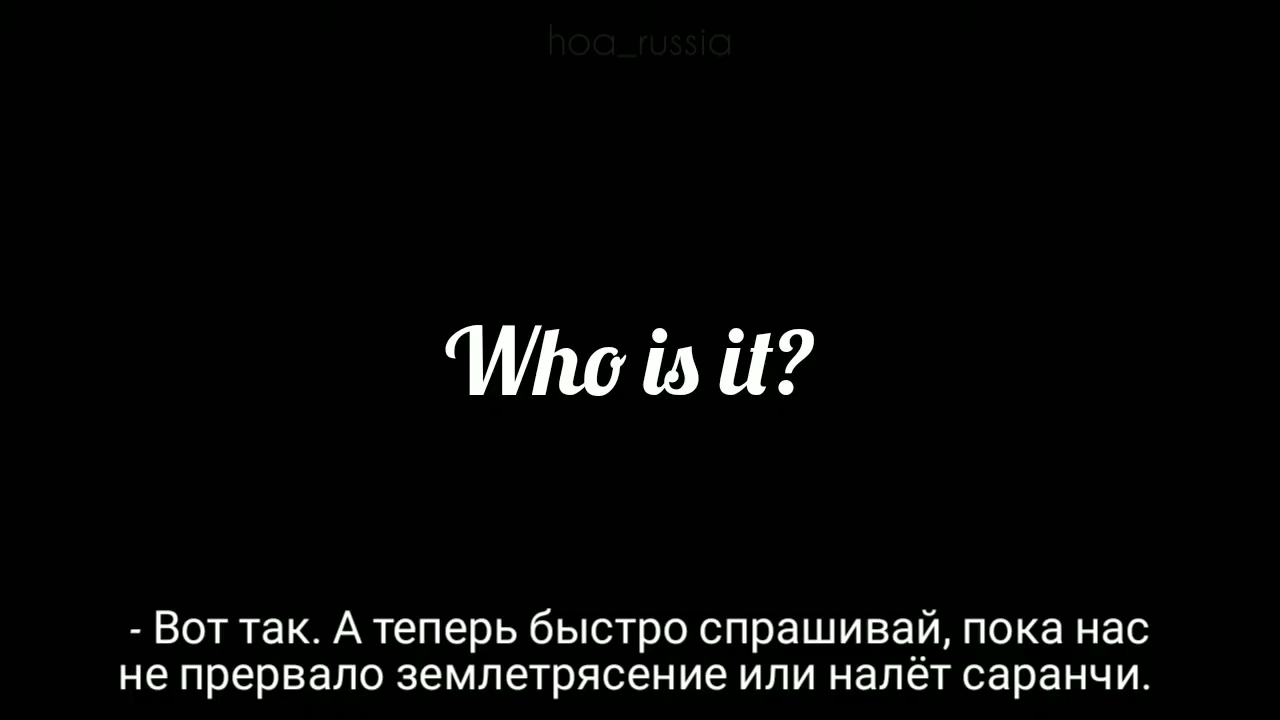 hoa_russia
Who is it?
- Вот так. А теперь быстро спрашивай, пока нас
не прервало землетрясение или налёт саранчи.